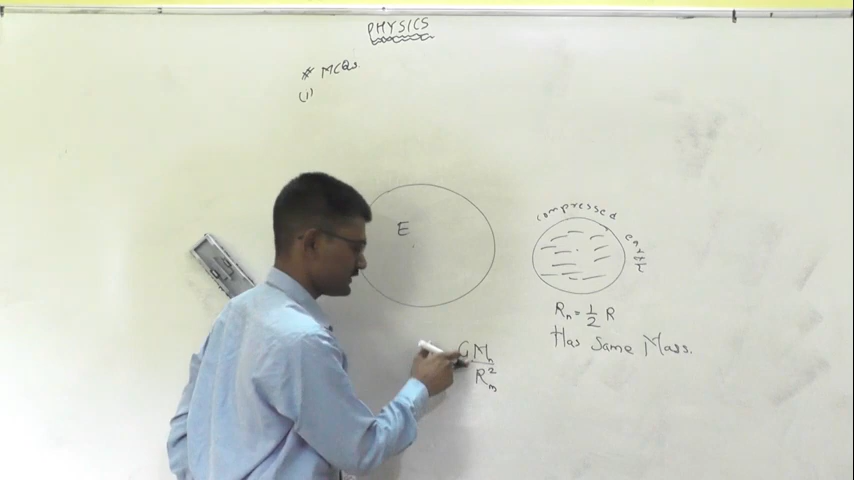 PHYSICS
# MCQs.
(1)
E
compressed earth
Rn = 1/2 R
Has Same Mass.
GMn
Rn²